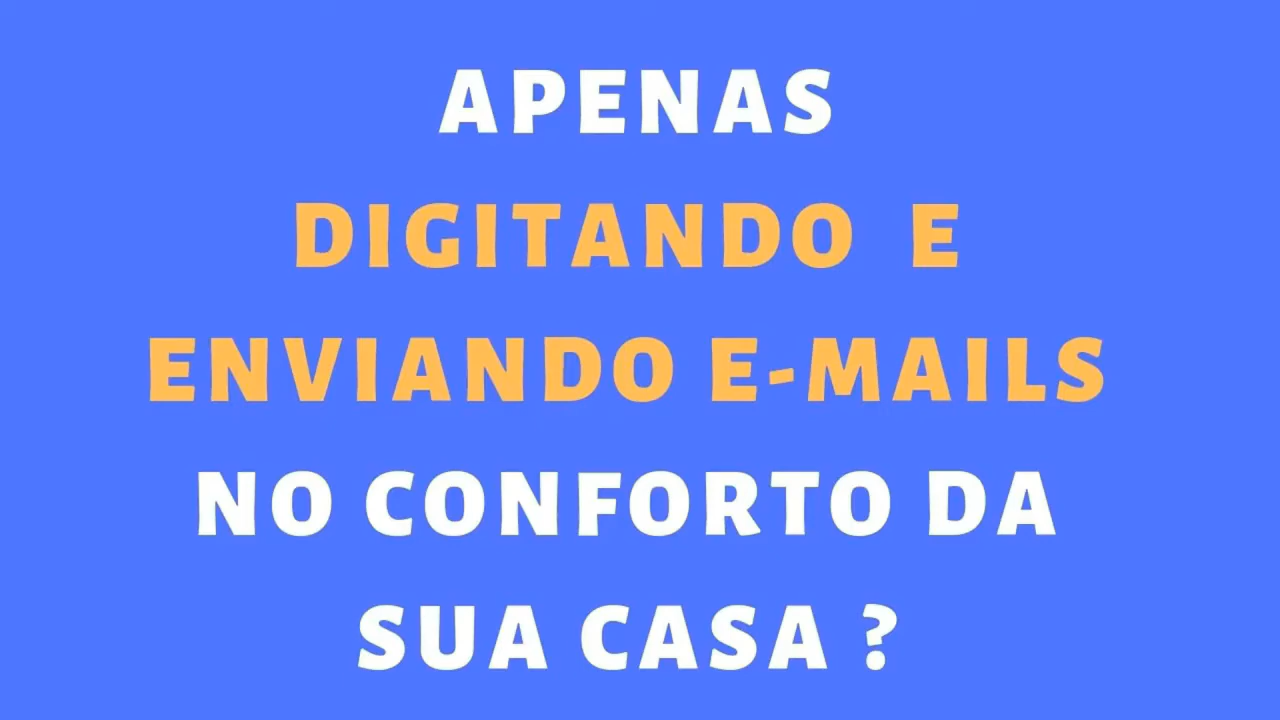 APENAS
DIGITANDO E
ENVIANDO E-MAILS
NO CONFORTO DA
SUA CASA ?